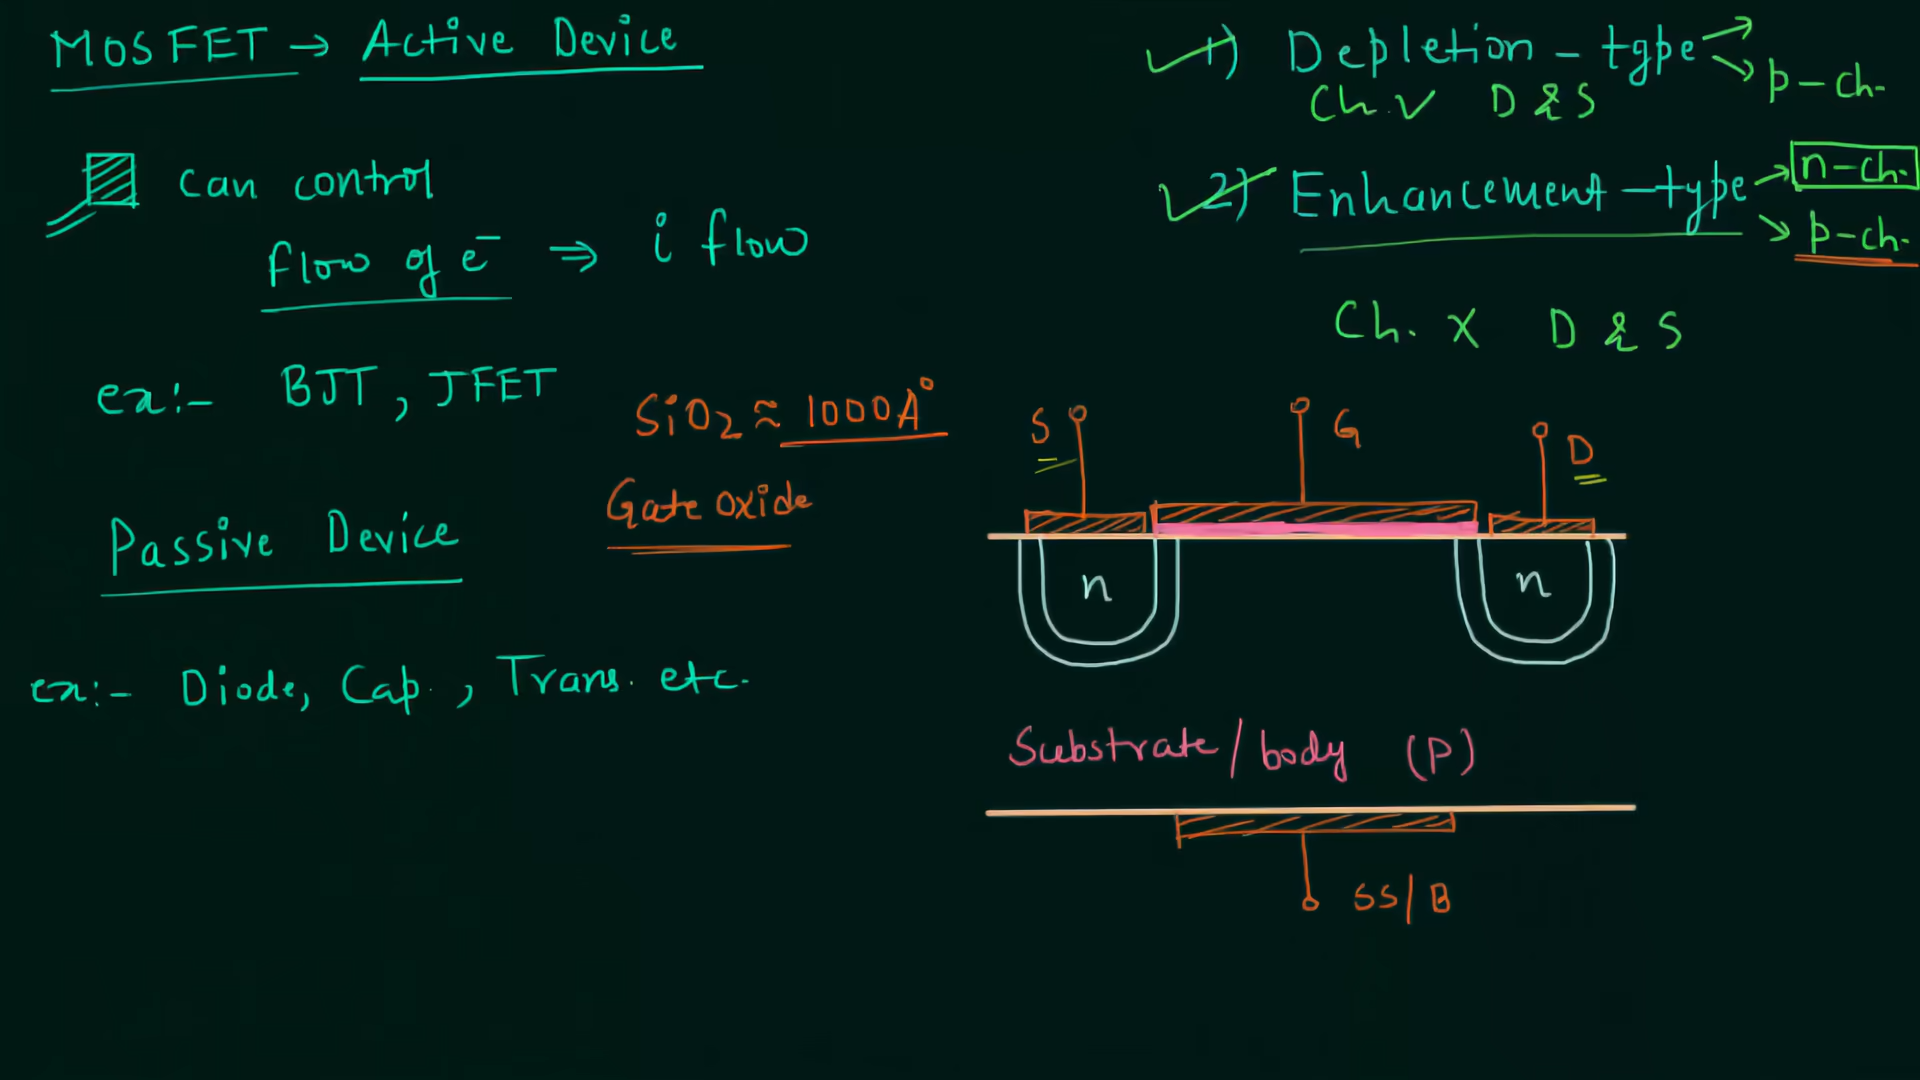 MOSFET → Active Device
can control
flow of e⁻ ⇒ i flow
ex:- BJT, JFET
SiO2 ≈ 1000A°
Gate oxide
Passive Device
ex:- Diode, Cap., Trans. etc.
1) Depletion-type
p-ch.
Ch. ✓ D & S
2) Enhancement-type
n-ch.
p-ch.
Ch. X D & S
S G D
n n
Substrate/body (P)
SS/B